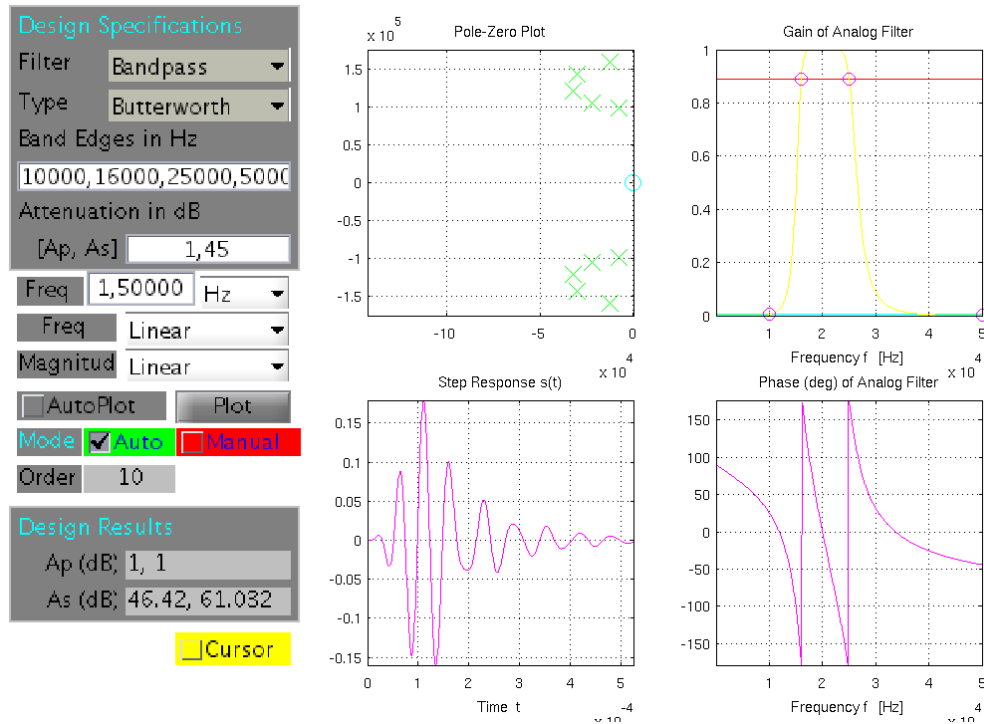 Design Specifications
Filter Bandpass
Type Butterworth
Band Edges in Hz
10000,16000,25000,5000
Attenuation in dB
[Ap, As] 1,45
Freq 1,50000 Hz
Freq Linear
Magnitud Linear
AutoPlot Plot
Mode Auto Manual
Order 10
Design Results
Ap (dB) 1, 1
As (dB) 46.42, 61.032
Cursor
x 10 5
Pole-Zero Plot
1.5
1
0.5
0
-0.5
-1
-1.5
-10 -5 0
x 10 4
Gain of Analog Filter
1
0.8
0.6
0.4
0.2
0
0 1 2 3 4 5
Frequency f [Hz]
x 10 4
Step Response s(t)
0.15
0.1
0.05
0
-0.05
-0.1
-0.15
0 1 2 3 4 5
Time t
x 10 -4
Phase (deg) of Analog Filter
150
100
50
0
-50
-100
-150
1 2 3 4 5
Frequency f [Hz]
x 10 4